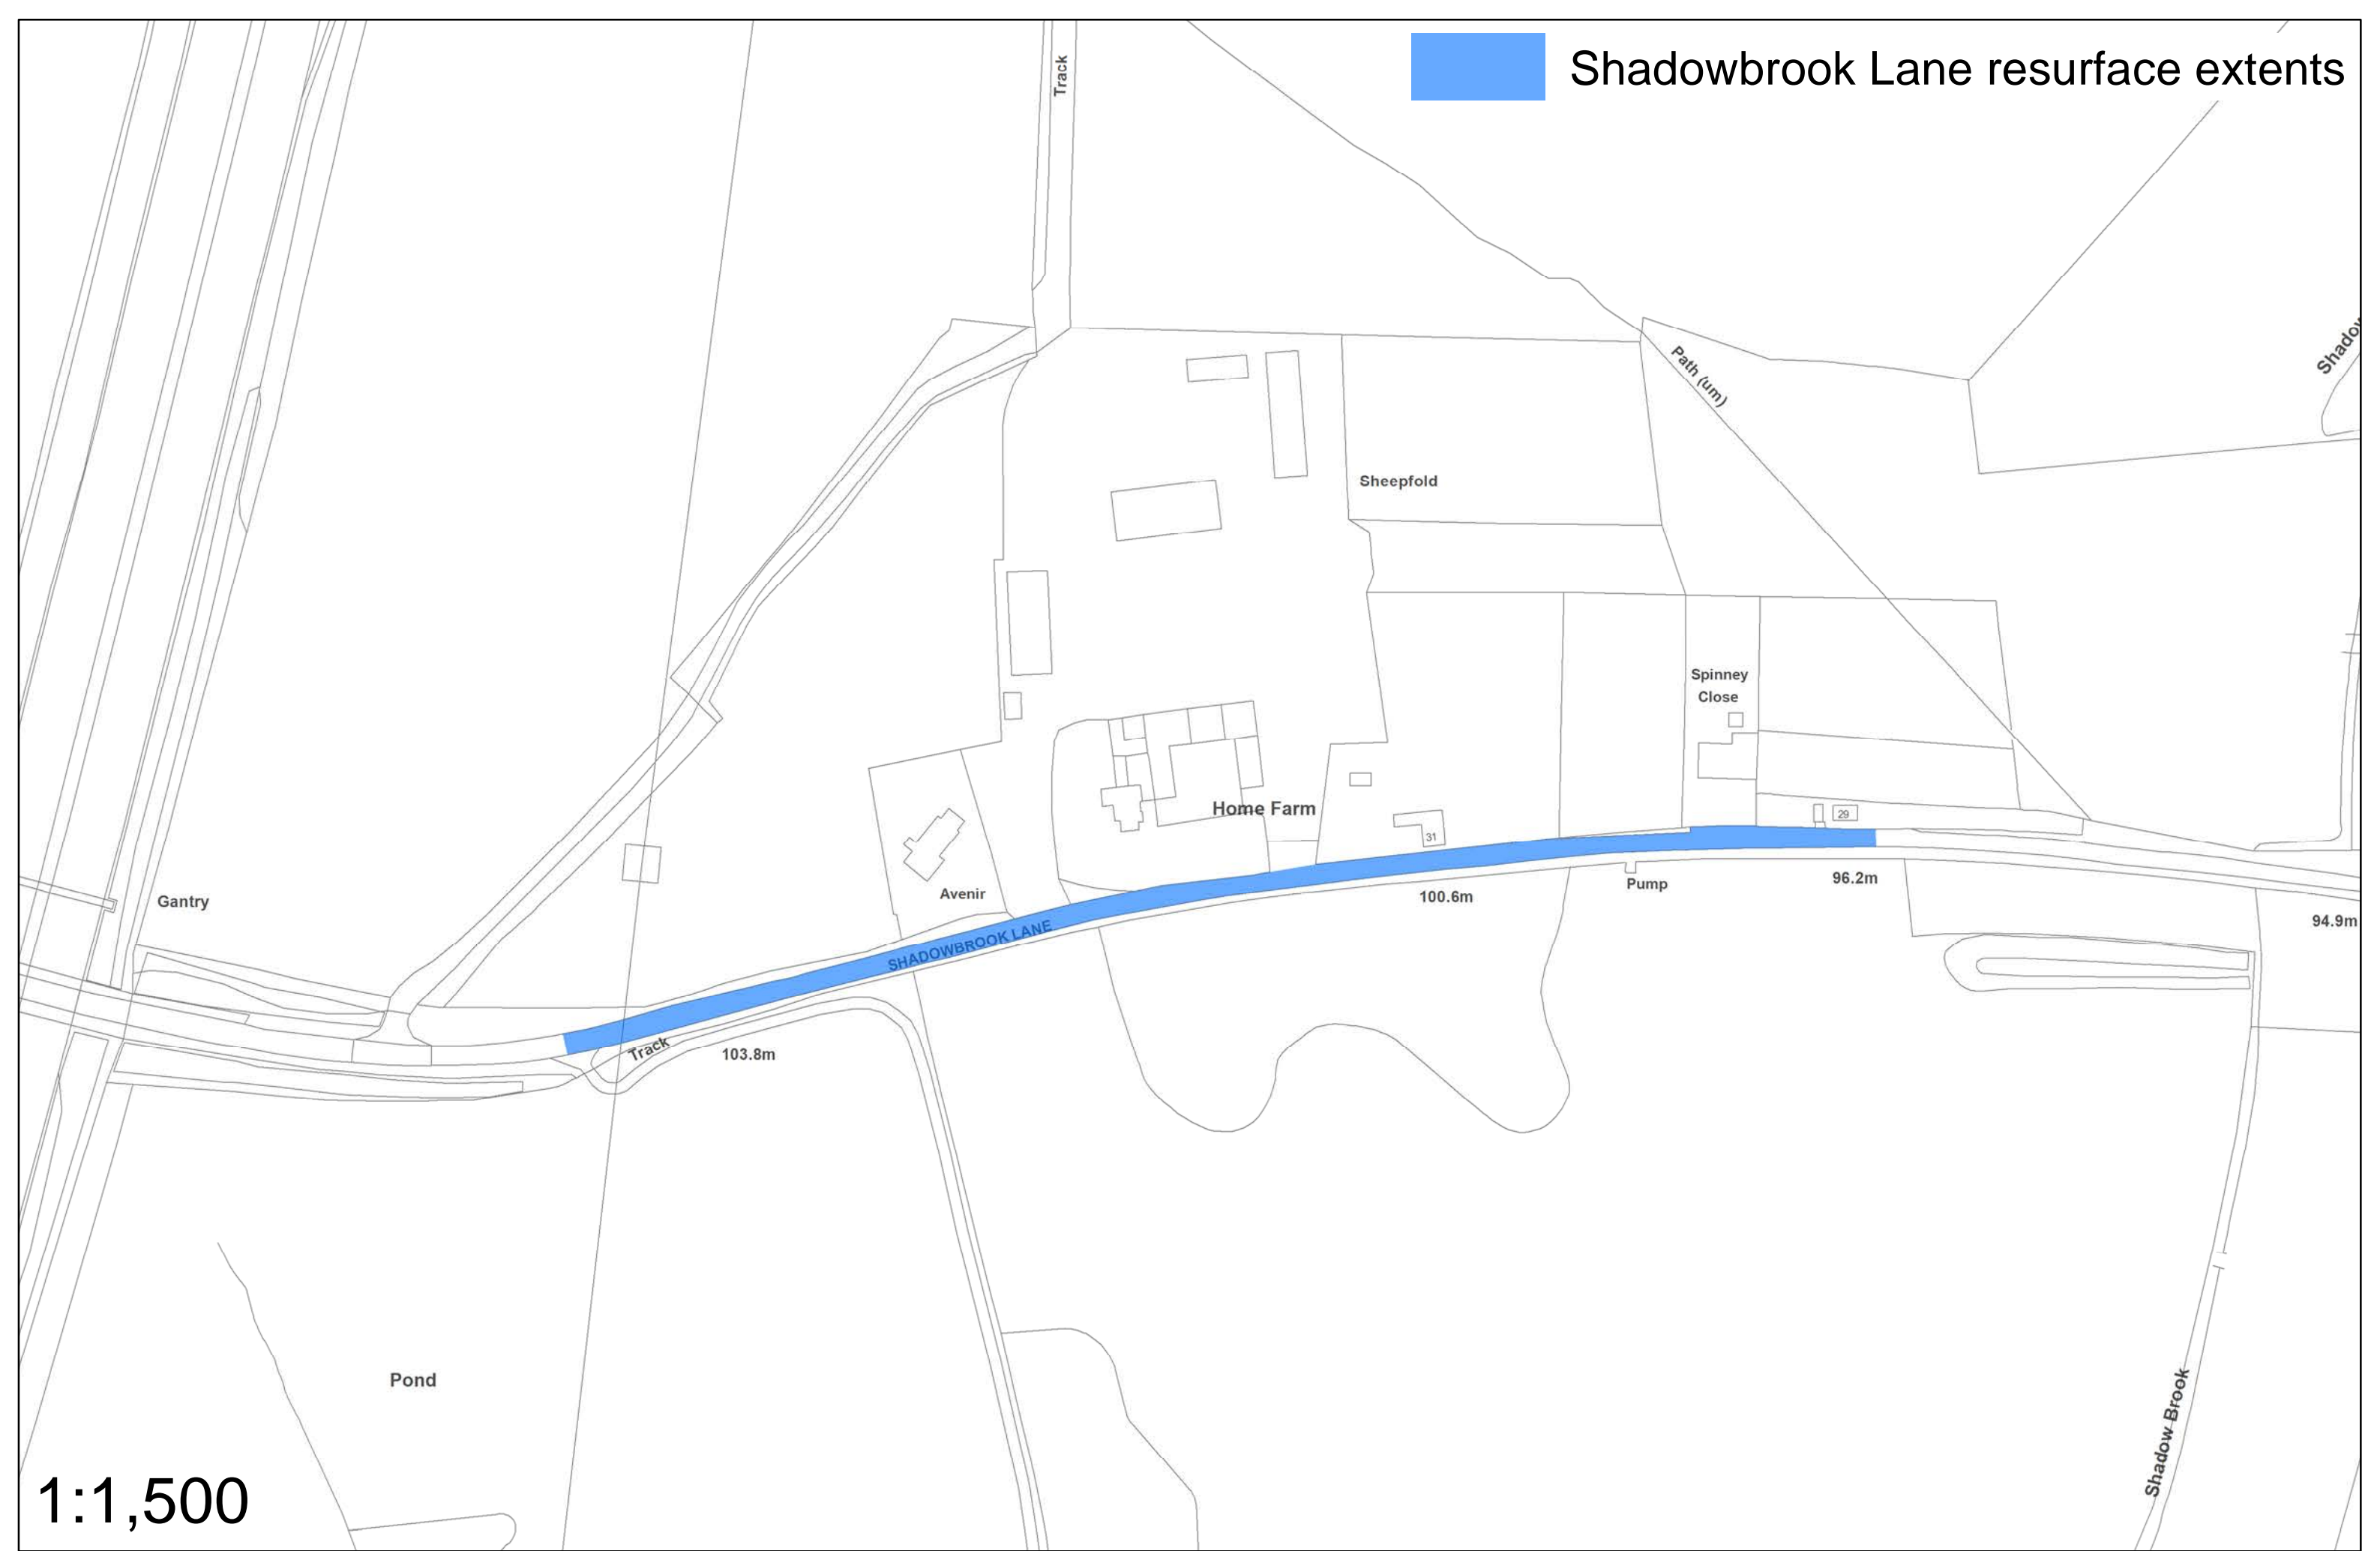 Shadowbrook Lane resurface extents
Track
Path (um)
Sheepfold
Spinney
Close
Home Farm
29
31
Avenir
Gantry
SHADOWBROOK LANE
Pump
96.2m
100.6m
94.9m
Track
103.8m
Pond
Shadow Brook
1:1,500